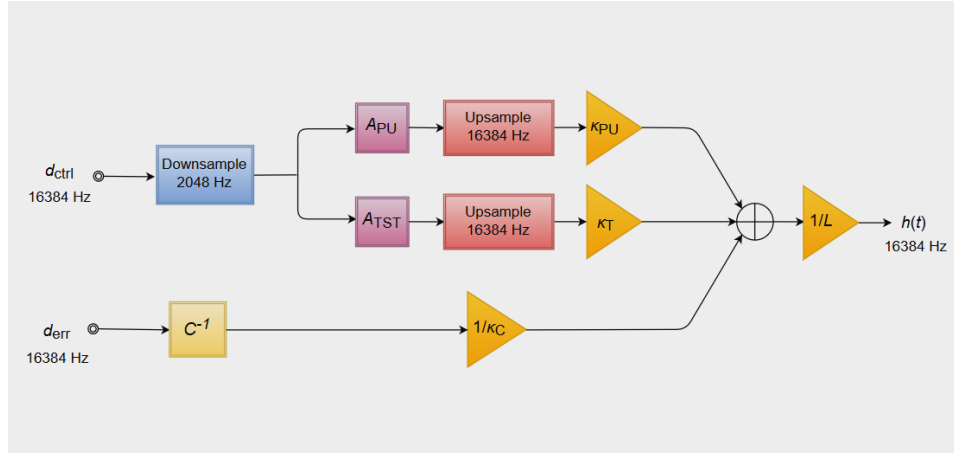 A_PU
Upsample
16384 Hz
κ_PU
d_ctrl
16384 Hz
Downsample
2048 Hz
A_TST
Upsample
16384 Hz
κ_T
1/L
h(t)
16384 Hz
d_err
16384 Hz
C⁻¹
1/κ_C